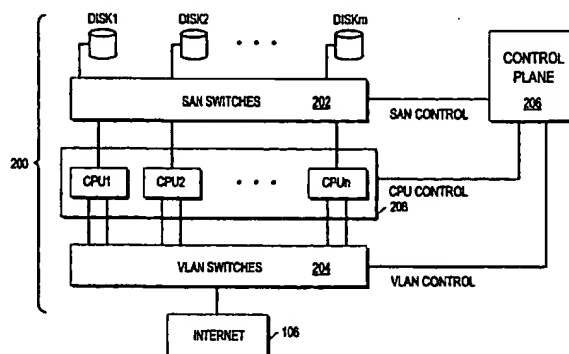 DISK1 DISK2 • • • DISKm
CONTROL
PLANE
206
SAN SWITCHES 202
SAN CONTROL
200
CPU1 CPU2 • • • CPUn
CPU CONTROL
208
VLAN SWITCHES 204
VLAN CONTROL
INTERNET 106